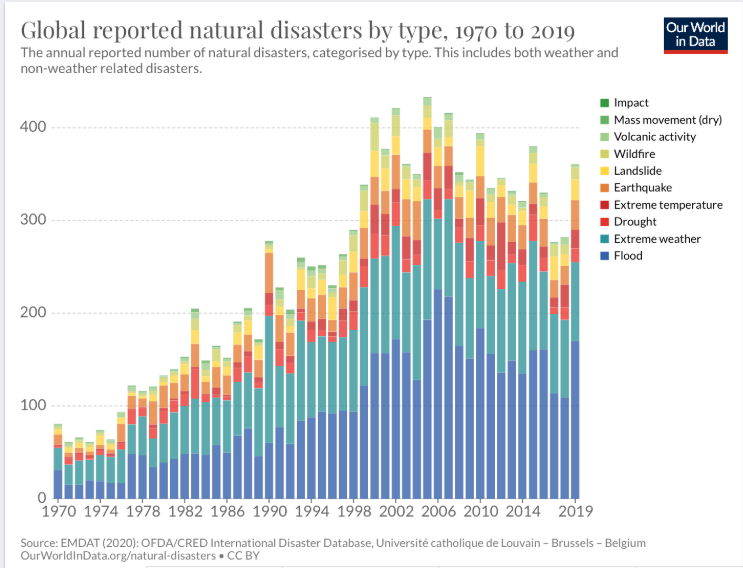 Global reported natural disasters by type, 1970 to 2019
Our World
in Data
The annual reported number of natural disasters, categorised by type. This includes both weather and
non-weather related disasters.
400
300
200
100
0
1970 1974 1978 1982 1986 1990 1994 1998 2002 2006 2010 2014 2019
Impact
Mass movement (dry)
Volcanic activity
Wildfire
Landslide
Earthquake
Extreme temperature
Drought
Extreme weather
Flood
Source: EMDAT (2020): OFDA/CRED International Disaster Database, Université catholique de Louvain – Brussels – Belgium
OurWorldInData.org/natural-disasters • CC BY